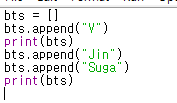 bts = []
bts.append("V")
print(bts)
bts.append("Jin")
bts.append("Suga")
print(bts)